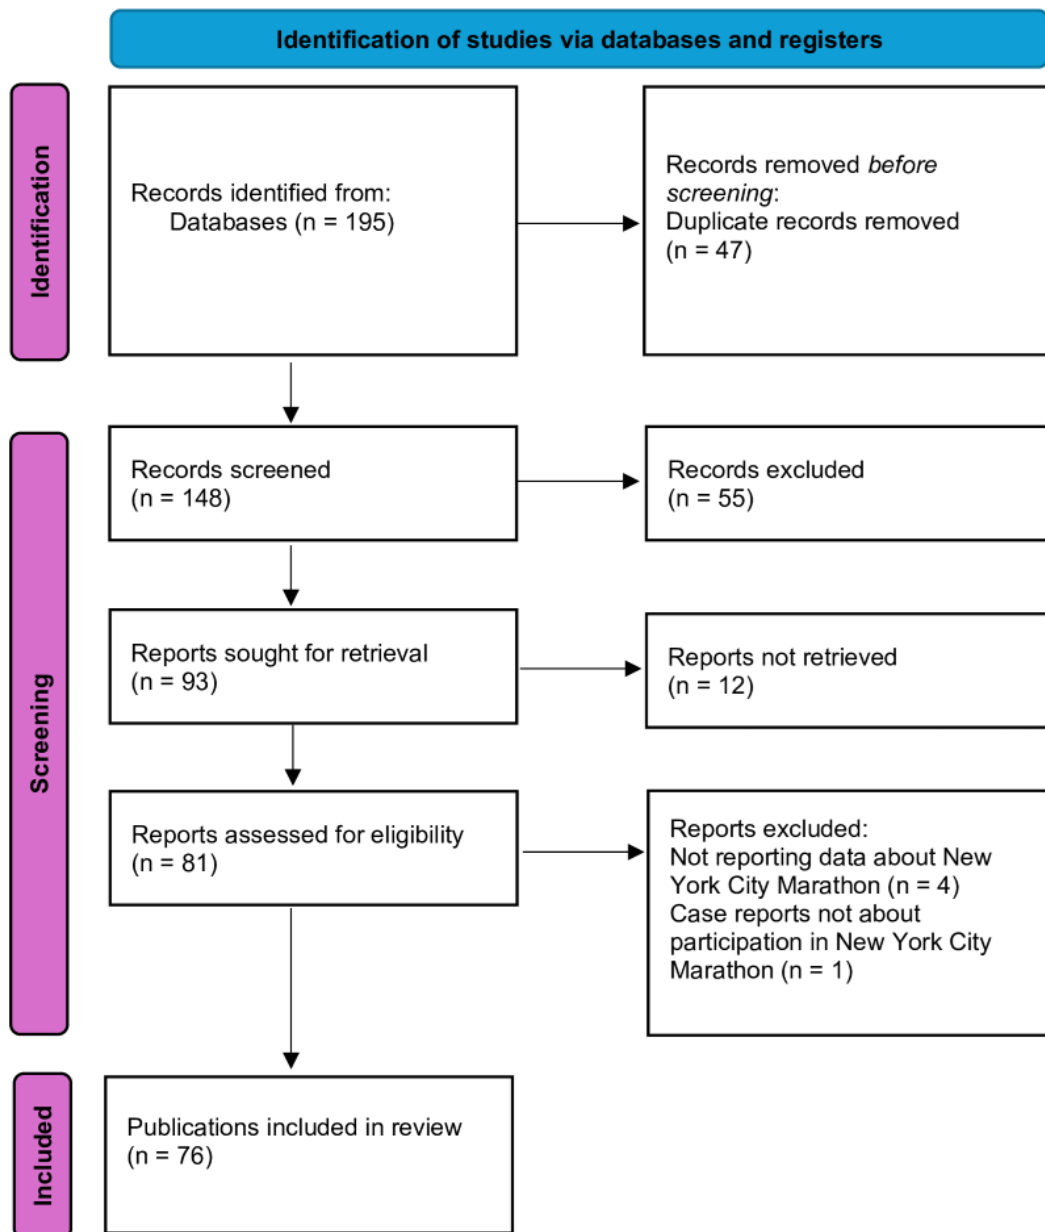 Identification of studies via databases and registers
Identification
Records identified from:
Databases (n = 195)
Records removed before
screening:
Duplicate records removed
(n = 47)
Screening
Records screened
(n = 148)
Records excluded
(n = 55)
Reports sought for retrieval
(n = 93)
Reports not retrieved
(n = 12)
Reports assessed for eligibility
(n = 81)
Reports excluded:
Not reporting data about New
York City Marathon (n = 4)
Case reports not about
participation in New York City
Marathon (n = 1)
Included
Publications included in review
(n = 76)